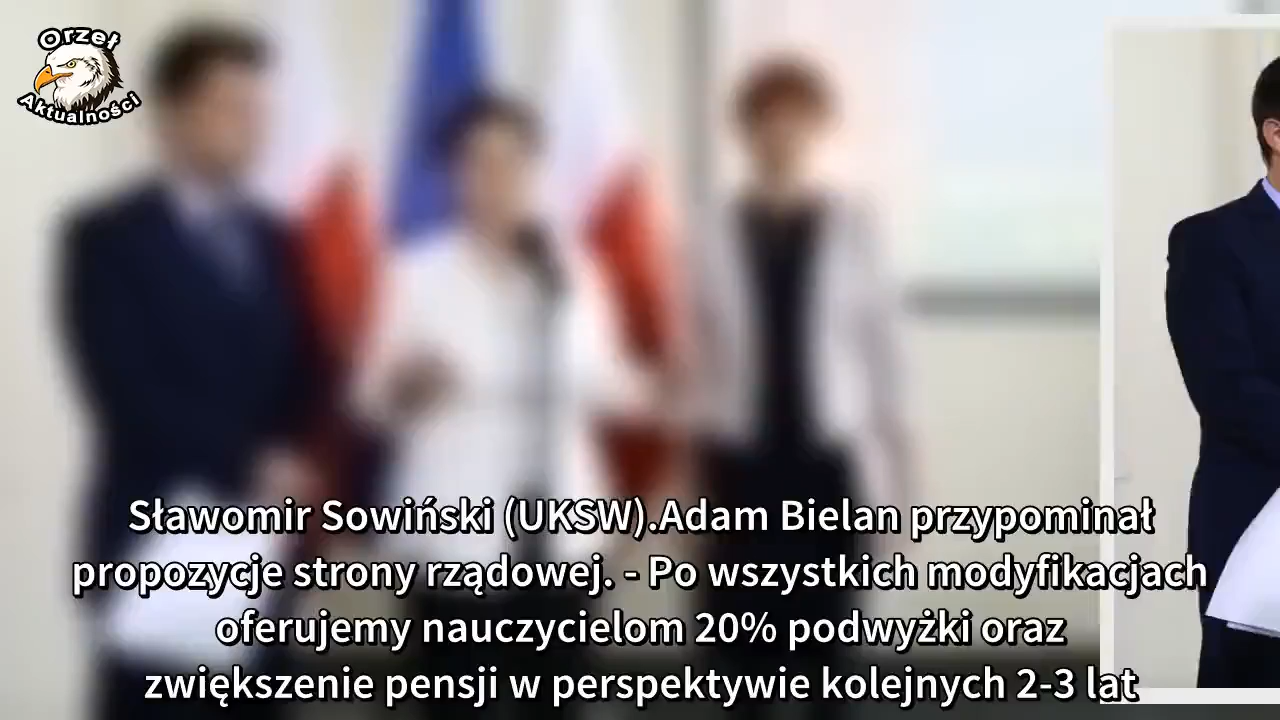 Orzeł
Aktualności
Sławomir Sowiński (UKSW).Adam Bielan przypominał
propozycje strony rządowej. - Po wszystkich modyfikacjach
oferujemy nauczycielom 20% podwyżki oraz
zwiększenie pensji w perspektywie kolejnych 2-3 lat